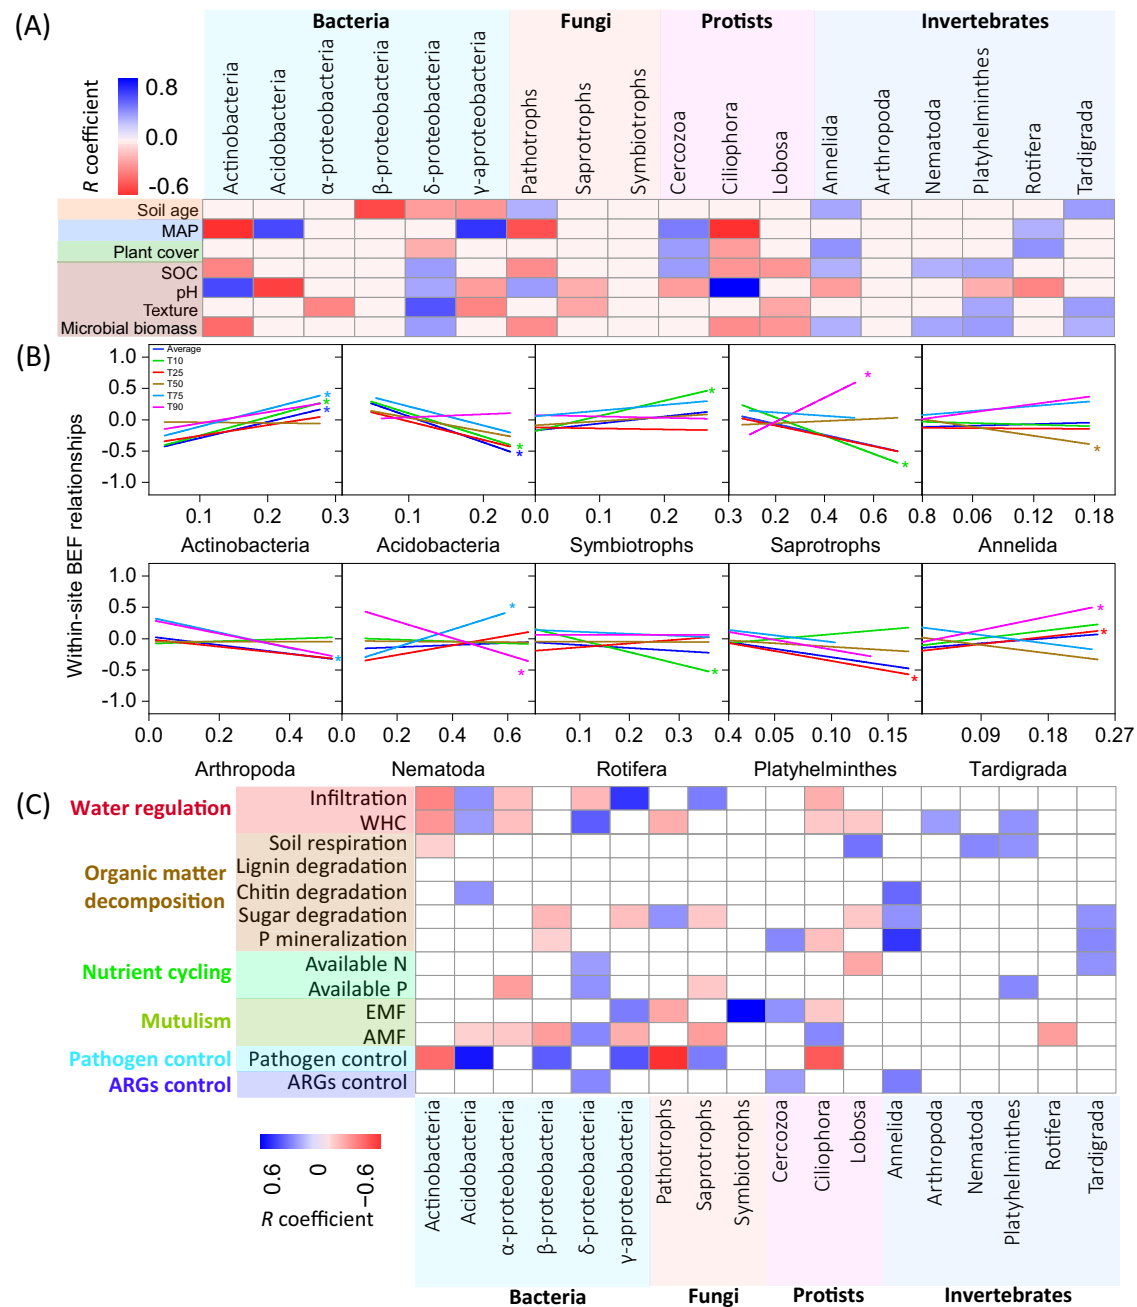 (A)
Bacteria Fungi Protists Invertebrates
R coefficient
0.8
0.0
-0.6
Actinobacteria
Acidobacteria
α-proteobacteria
β-proteobacteria
δ-proteobacteria
γ-aproteobacteria
Pathotrophs
Saprotrophs
Symbiotrophs
Cercozoa
Ciliophora
Lobosa
Annelida
Arthropoda
Nematoda
Platyhelminthes
Rotifera
Tardigrada
Soil age
MAP
Plant cover
SOC
pH
Texture
Microbial biomass
(B)
Within-site BEF relationships
1.0
0.5
0.0
-0.5
-1.0
Average
T10
T25
T50
T75
T90
* * * * * * * * *
0.1 0.2 0.3 0.1 0.2 0.0 0.1 0.2 0.3 0.3 0.2 0.4 0.6 0.8 0.06 0.12 0.18
Actinobacteria Acidobacteria Symbiotrophs Saprotrophs Annelida
1.0
0.5
0.0
-0.5
-1.0
* * * * * * *
0.0 0.2 0.4 0.0 0.2 0.4 0.6 0.1 0.2 0.3 0.4 0.05 0.10 0.15 0.09 0.18 0.27
Arthropoda Nematoda Rotifera Platyhelminthes Tardigrada
(C)
Water regulation
Infiltration
WHC
Organic matter
decomposition
Soil respiration
Lignin degradation
Chitin degradation
Sugar degradation
P mineralization
Nutrient cycling
Available N
Available P
Mutulism
EMF
AMF
Pathogen control Pathogen control
ARGs control ARGs control
0.6
0
−0.6
R coefficient
Actinobacteria
Acidobacteria
α-proteobacteria
β-proteobacteria
δ-proteobacteria
γ-aproteobacteria
Pathotrophs
Saprotrophs
Symbiotrophs
Cercozoa
Ciliophora
Lobosa
Annelida
Arthropoda
Nematoda
Platyhelminthes
Rotifera
Tardigrada
Bacteria Fungi Protists Invertebrates